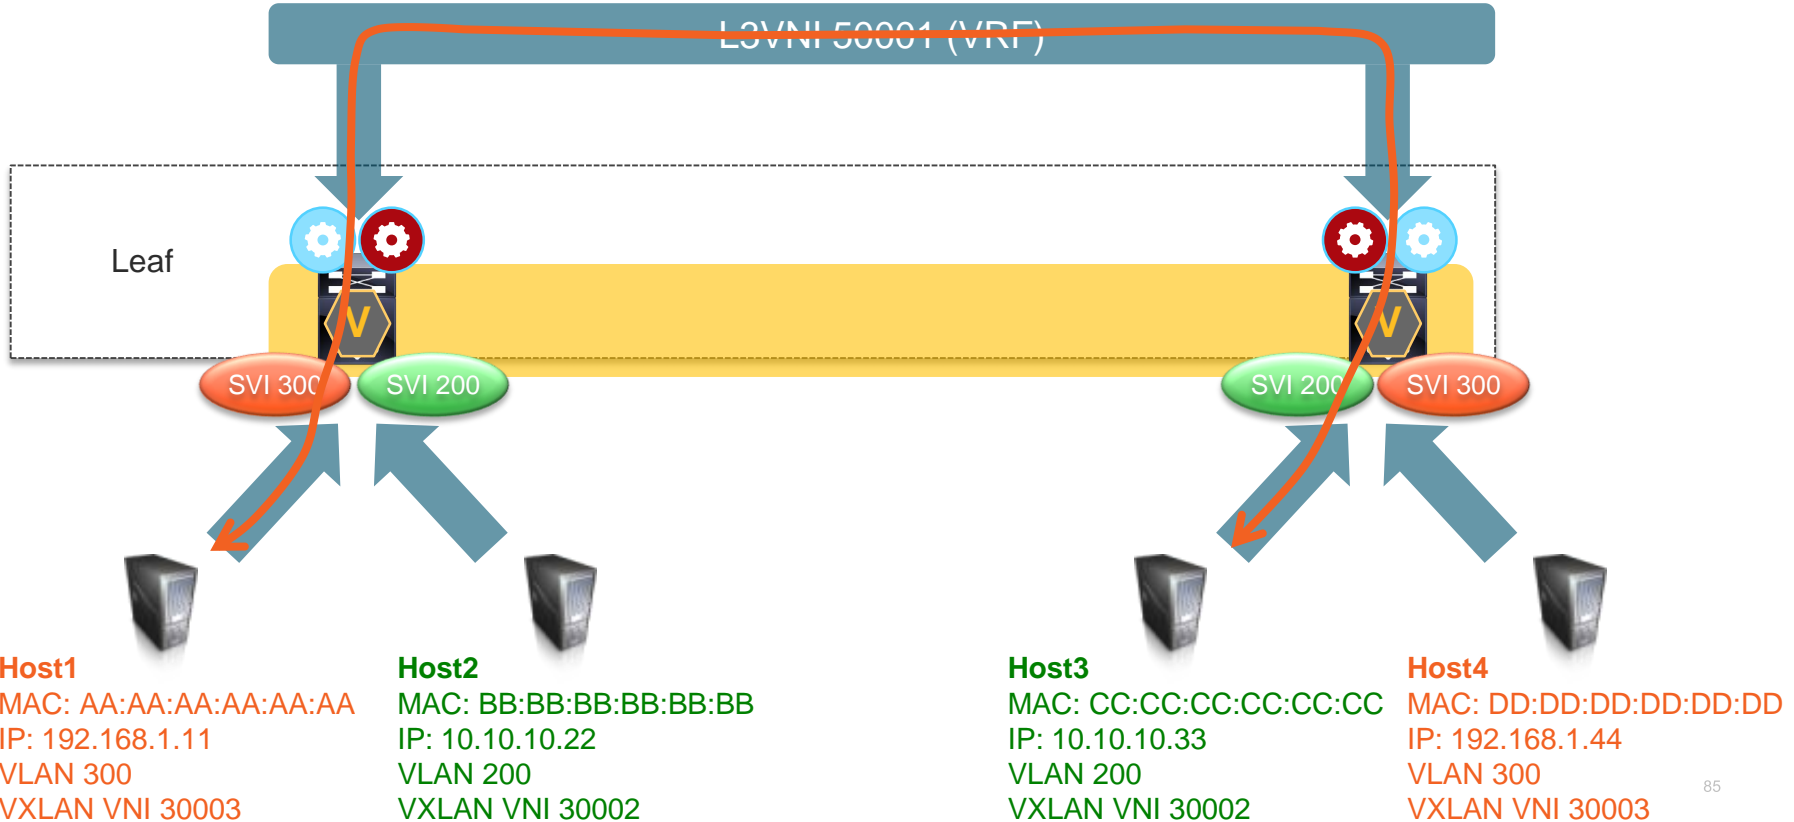 L3VNI 50001 (VRF)
Leaf
V
V
SVI 300
SVI 200
SVI 200
SVI 300
Host1
MAC: AA:AA:AA:AA:AA:AA
IP: 192.168.1.11
VLAN 300
VXLAN VNI 30003
Host2
MAC: BB:BB:BB:BB:BB:BB
IP: 10.10.10.22
VLAN 200
VXLAN VNI 30002
Host3
MAC: CC:CC:CC:CC:CC:CC
IP: 10.10.10.33
VLAN 200
VXLAN VNI 30002
Host4
MAC: DD:DD:DD:DD:DD:DD
IP: 192.168.1.44
VLAN 300
VXLAN VNI 30003
85